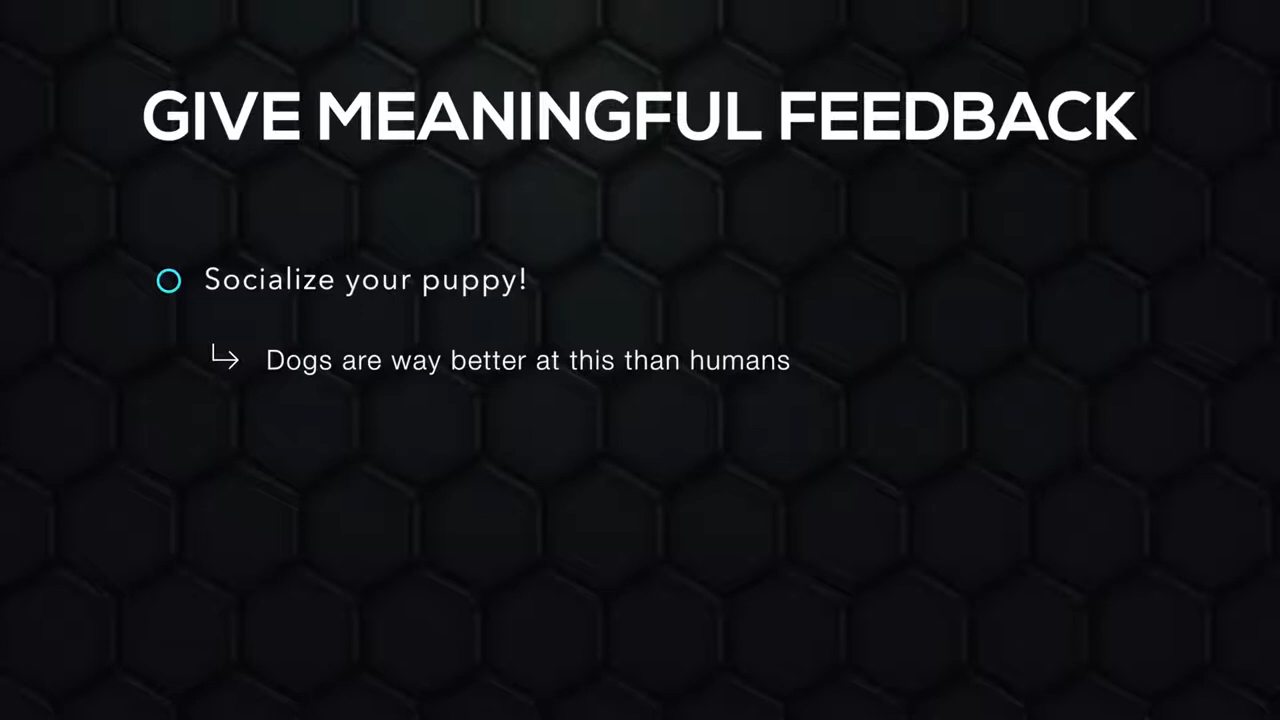 GIVE MEANINGFUL FEEDBACK
Socialize your puppy!
Dogs are way better at this than humans